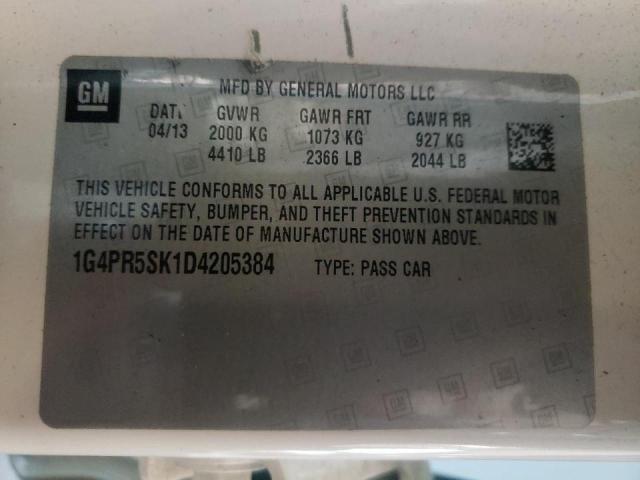 GM
MFD BY GENERAL MOTORS LLC
DATE GVWR GAWR FRT GAWR RR
04/13 2000 KG 1073 KG 927 KG
4410 LB 2366 LB 2044 LB
THIS VEHICLE CONFORMS TO ALL APPLICABLE U.S. FEDERAL MOTOR
VEHICLE SAFETY, BUMPER, AND THEFT PREVENTION STANDARDS IN
EFFECT ON THE DATE OF MANUFACTURE SHOWN ABOVE.
1G4PR5SK1D4205384 TYPE: PASS CAR